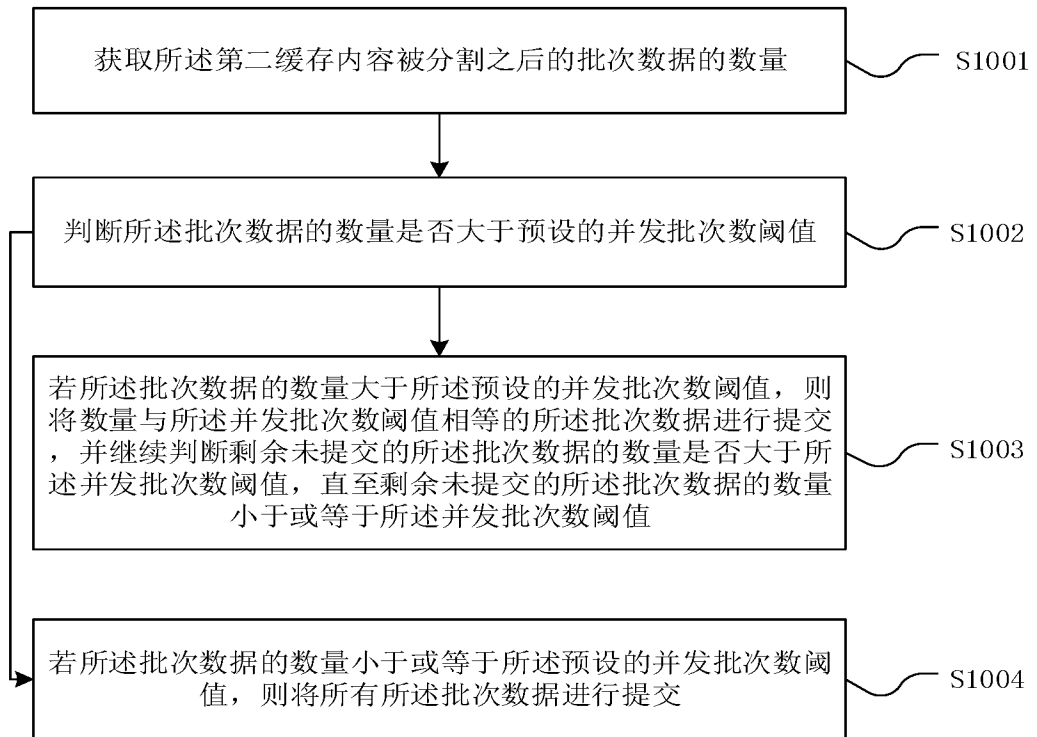 获取所述第二缓存内容被分割之后的批次数据的数量
S1001
判断所述批次数据的数量是否大于预设的并发批次数阈值
S1002
若所述批次数据的数量大于所述预设的并发批次数阈值，则
将数量与所述并发批次数阈值相等的所述批次数据进行提交
，并继续判断剩余未提交的所述批次数据的数量是否大于所
述并发批次数阈值，直至剩余未提交的所述批次数据的数量
小于或等于所述并发批次数阈值
S1003
若所述批次数据的数量小于或等于所述预设的并发批次数阈
值，则将所有所述批次数据进行提交
S1004